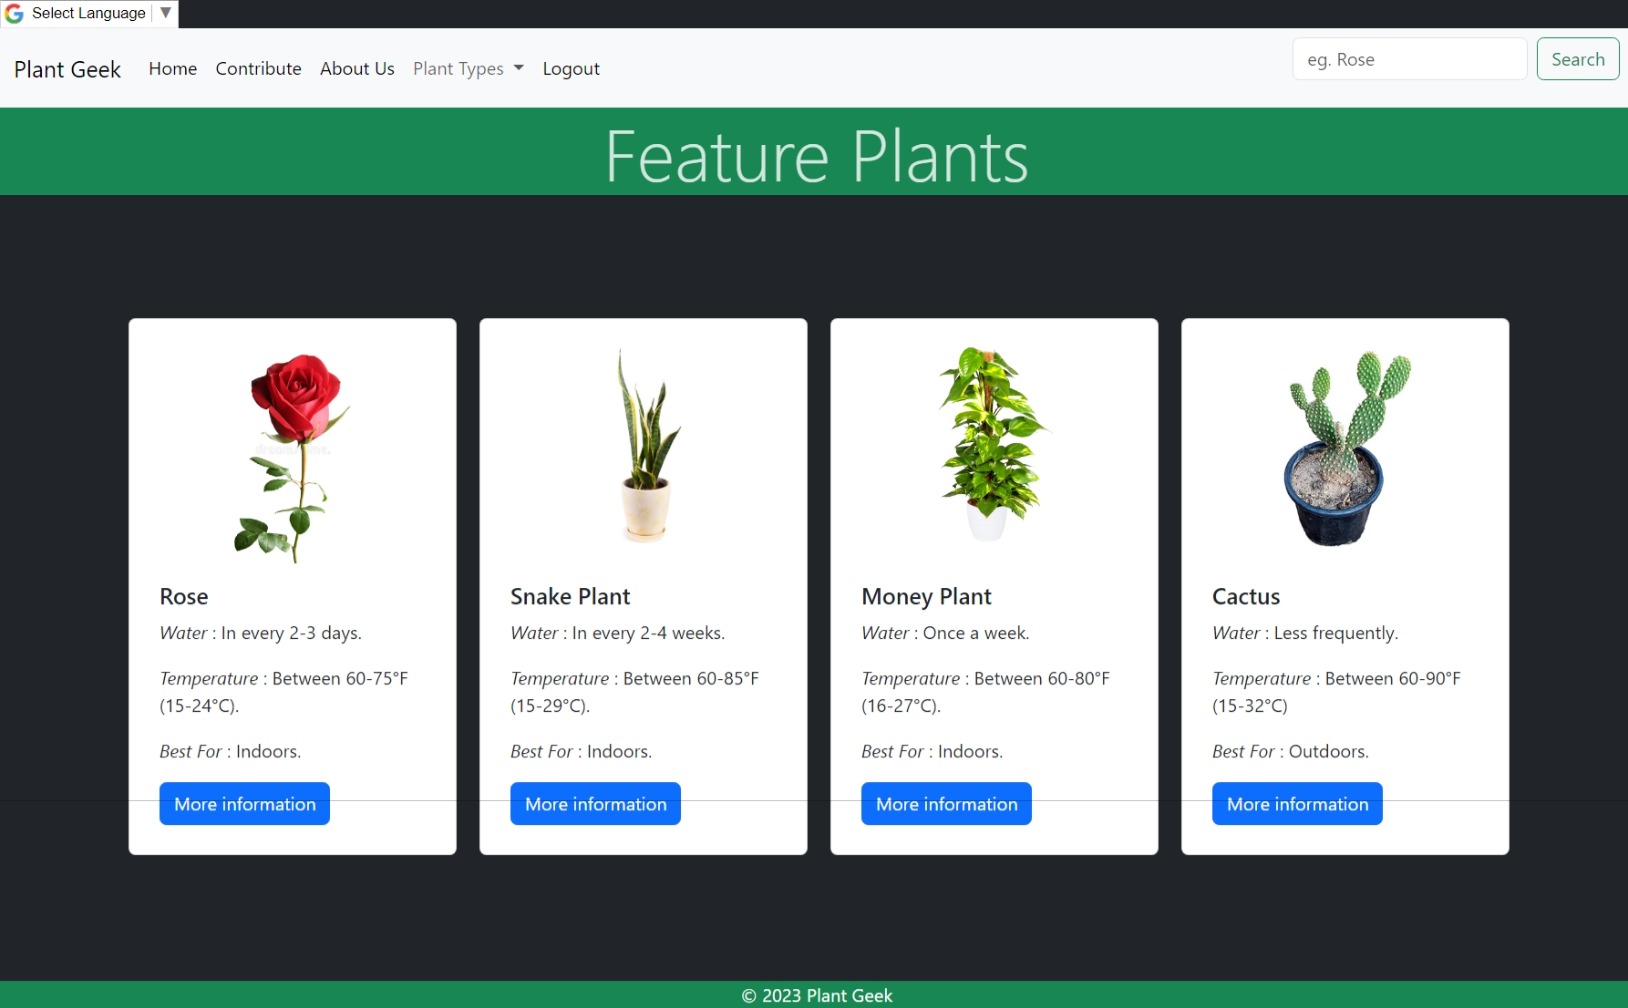 Select Language ▼
Plant Geek Home Contribute About Us Plant Types Logout eg. Rose Search
Feature Plants
Rose
Water : In every 2-3 days.
Temperature : Between 60-75°F
(15-24°C).
Best For : Indoors.
More information
Snake Plant
Water : In every 2-4 weeks.
Temperature : Between 60-85°F
(15-29°C).
Best For : Indoors.
More information
Money Plant
Water : Once a week.
Temperature : Between 60-80°F
(16-27°C).
Best For : Indoors.
More information
Cactus
Water : Less frequently.
Temperature : Between 60-90°F
(15-32°C)
Best For : Outdoors.
More information
© 2023 Plant Geek